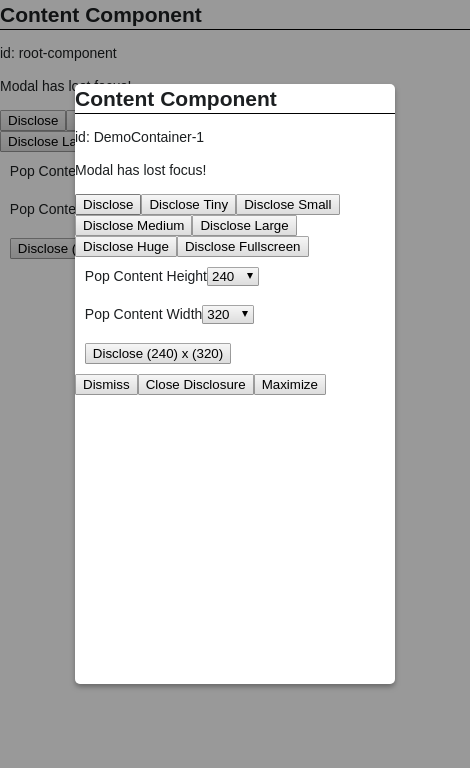 Content Component
id: root-component
Modal has lost focus!
Disclose
Disclose La
Pop Conte
Pop Conte
Disclose (
Content Component
id: DemoContainer-1
Modal has lost focus!
Disclose Disclose Tiny Disclose Small
Disclose Medium Disclose Large
Disclose Huge Disclose Fullscreen
Pop Content Height 240
Pop Content Width 320
Disclose (240) x (320)
Dismiss Close Disclosure Maximize